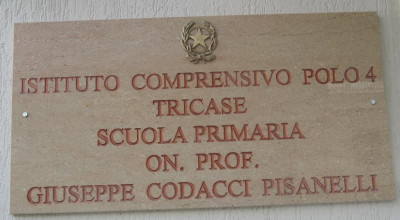 ISTITUTO COMPRENSIVO POLO 4
TRICASE
SCUOLA PRIMARIA
ON. PROF.
GIUSEPPE CODACCI PISANELLI